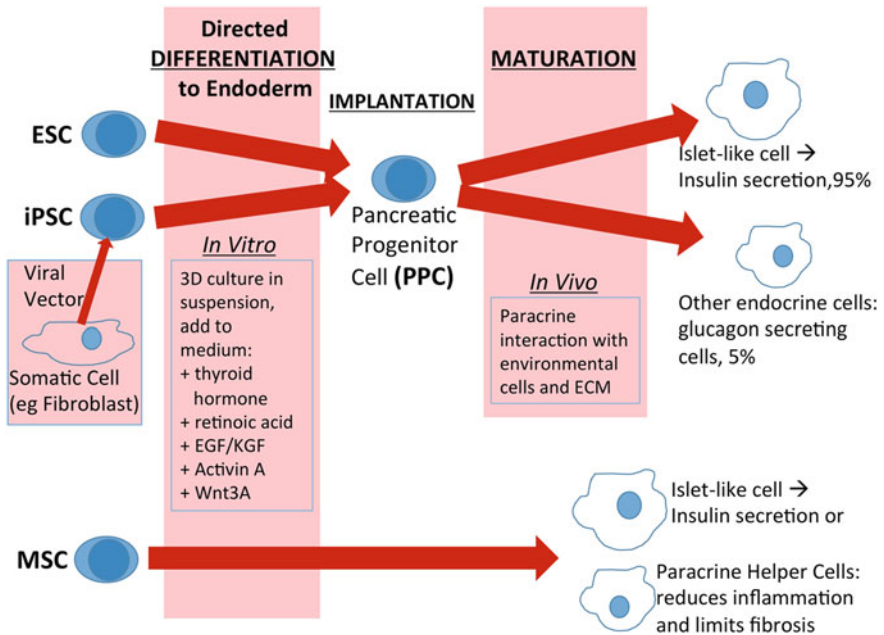 Directed
DIFFERENTIATION
to Endoderm
IMPLANTATION
MATURATION
ESC
iPSC
Viral
Vector
Somatic Cell
(eg Fibroblast)
In Vitro
3D culture in
suspension,
add to
medium:
+ thyroid
hormone
+ retinoic acid
+ EGF/KGF
+ Activin A
+ Wnt3A
Pancreatic
Progenitor
Cell (PPC)
In Vivo
Paracrine
interaction with
environmental
cells and ECM
Islet-like cell →
Insulin secretion,95%
Other endocrine cells:
glucagon secreting
cells, 5%
MSC
Islet-like cell →
Insulin secretion or
Paracrine Helper Cells:
reduces inflammation
and limits fibrosis